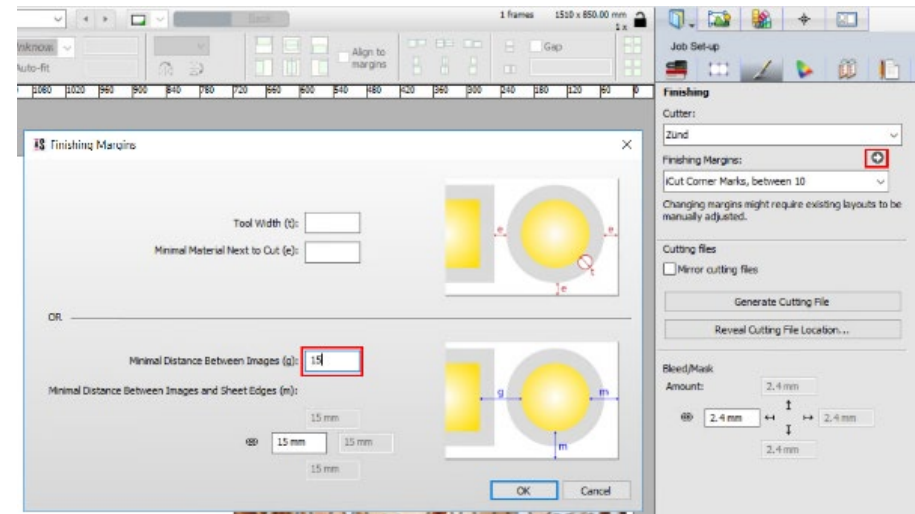 Back
1 frames 1510 x 850.00 mm
1 x
Unknown
Auto-fit
Align to margins
Gap
1080 1020 960 900 840 780 720 660 600 540 480 420 360 300 240 180 120 60 0
Finishing Margins
Tool Width (t):
Minimal Material Next to Cut (e):
e
e
t
e
OR
Minimal Distance Between Images (g): 15
Minimal Distance Between Images and Sheet Edges (m):
15 mm
15 mm 15 mm
15 mm
g
m
m
OK Cancel
Job Set-up
Finishing
Cutter:
Zünd
Finishing Margins:
iCut Corner Marks, between 10
Changing margins might require existing layouts to be
manually adjusted.
Cutting files
Mirror cutting files
Generate Cutting File
Reveal Cutting File Location...
Bleed/Mask
Amount: 2.4 mm
2.4 mm 2.4 mm
2.4 mm